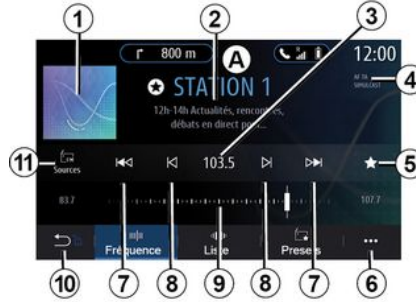 1
2
3
800 m
A
12:00
4
STATION 1
AF TA
SIMULCAST
12h-14h Actualités, rencontres,
débats en direct pour...
11
Sources
103.5
5
83.7
107.7
Fréquence
Liste
Presets
10
7
8
9
8
7
6